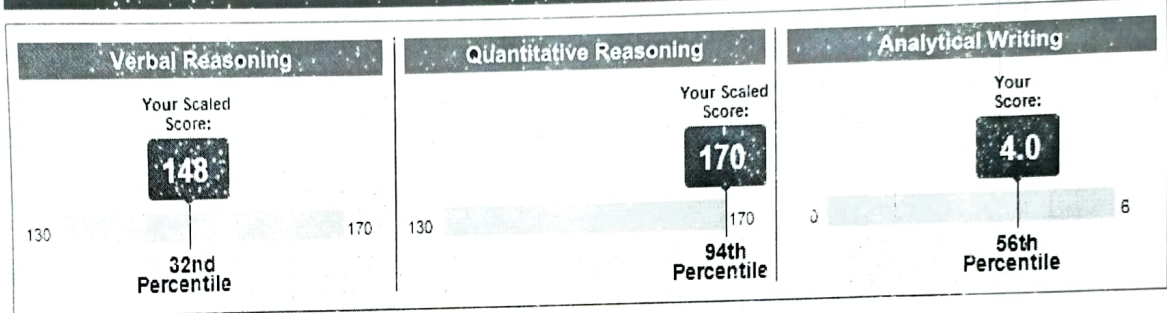 Verbal Reasoning
Your Scaled
Score:
148
130
170
32nd
Percentile
Quantitative Reasoning
Your Scaled
Score:
170
130
170
94th
Percentile
Analytical Writing
Your
Score:
4.0
0
6
56th
Percentile